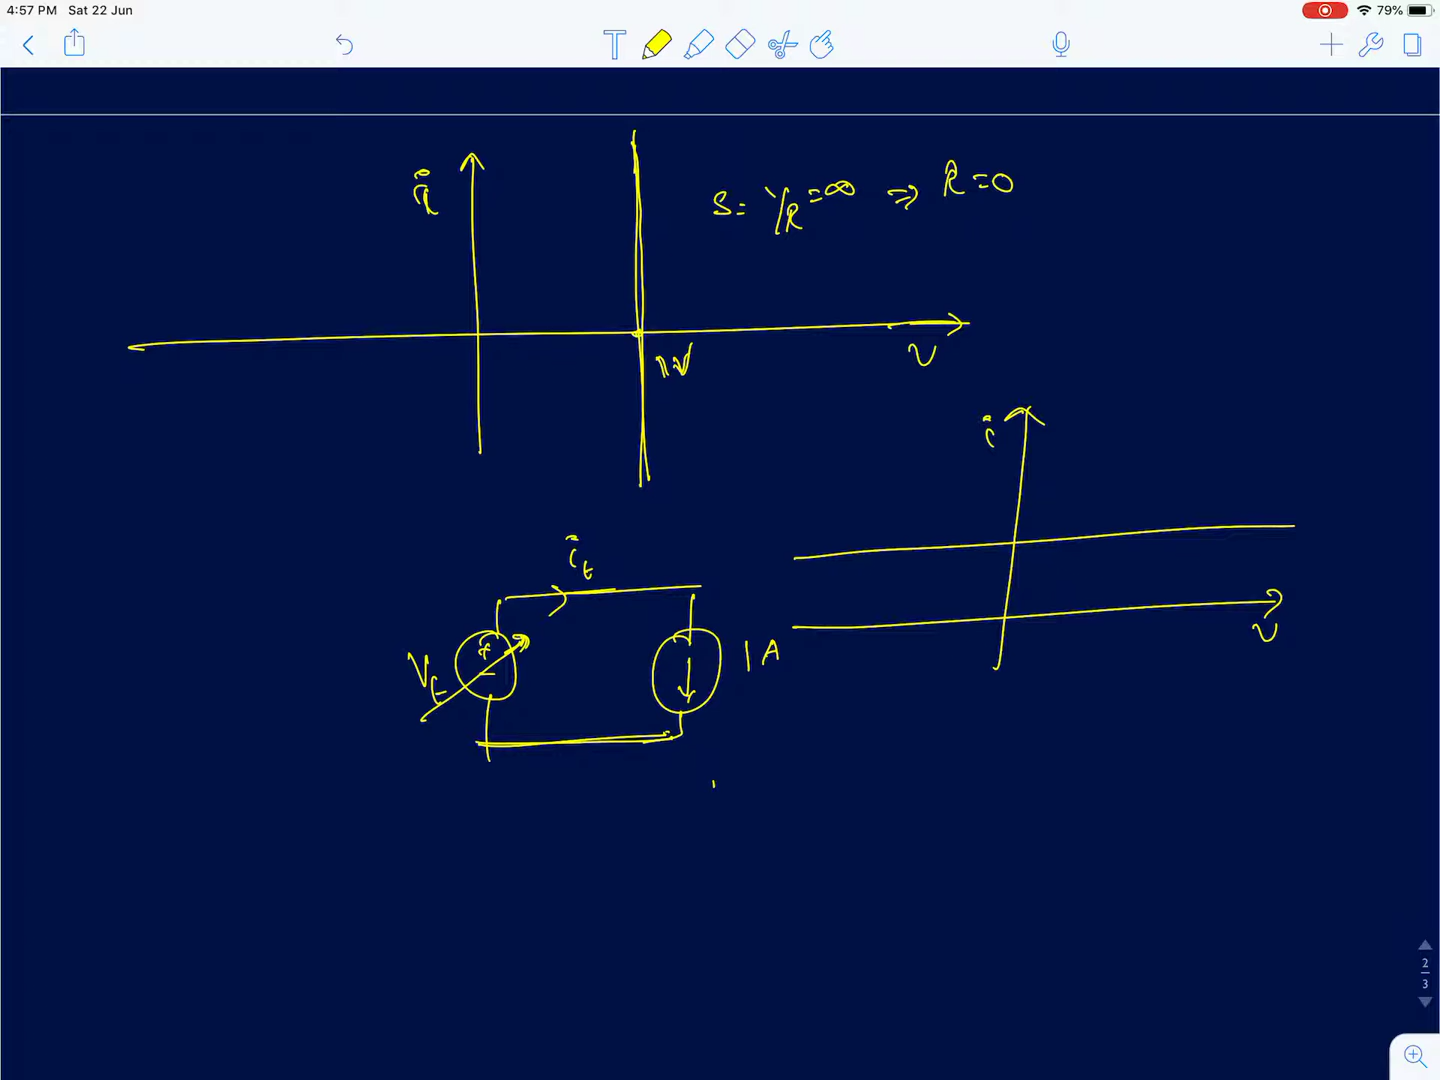 4:57 PM Sat 22 Jun
79%
T
i
S = 1/R = ∞ ⇒ R = 0
1V
v
i
i_t
V_t
+
-
1 A
v
2
3